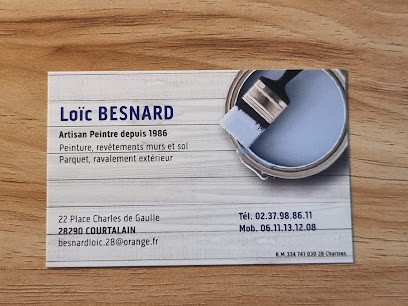 Loïc BESNARD
Artisan Peintre depuis 1986
Peinture, revêtements murs et sol
Parquet, ravalement extérieur
22 Place Charles de Gaulle
28290 COURTALAIN
besnardloic.28@orange.fr
Tél. 02.37.98.86.11
Mob. 06.11.13.12.08
R.M 334 741 030 28 Chartres